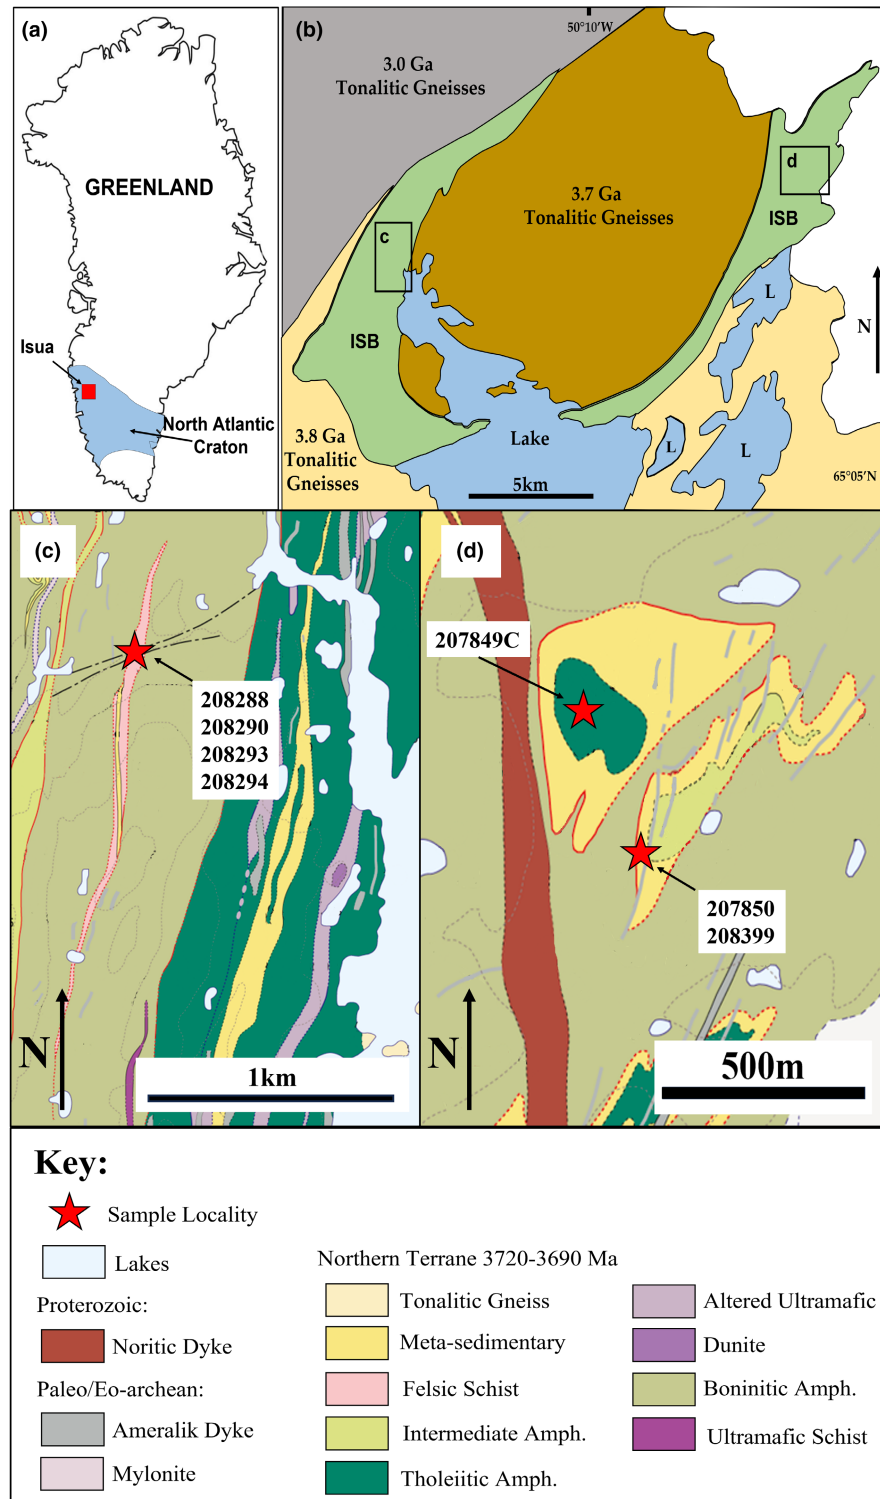 (a)
GREENLAND
Isua
North Atlantic
Craton
(b)
50°10'W
3.0 Ga
Tonalitic Gneisses
3.7 Ga
Tonalitic Gneisses
c
d
ISB
ISB
L
N
3.8 Ga
Tonalitic
Gneisses
Lake
L
L
5km
65°05'N
(c)
208288
208290
208293
208294
N
1km
(d)
207849C
207850
208399
N
500m
Key:
Sample Locality
Lakes
Proterozoic:
Noritic Dyke
Paleo/Eo-archean:
Ameralik Dyke
Mylonite
Northern Terrane 3720-3690 Ma
Tonalitic Gneiss
Meta-sedimentary
Felsic Schist
Intermediate Amph.
Tholeiitic Amph.
Altered Ultramafic
Dunite
Boninitic Amph.
Ultramafic Schist